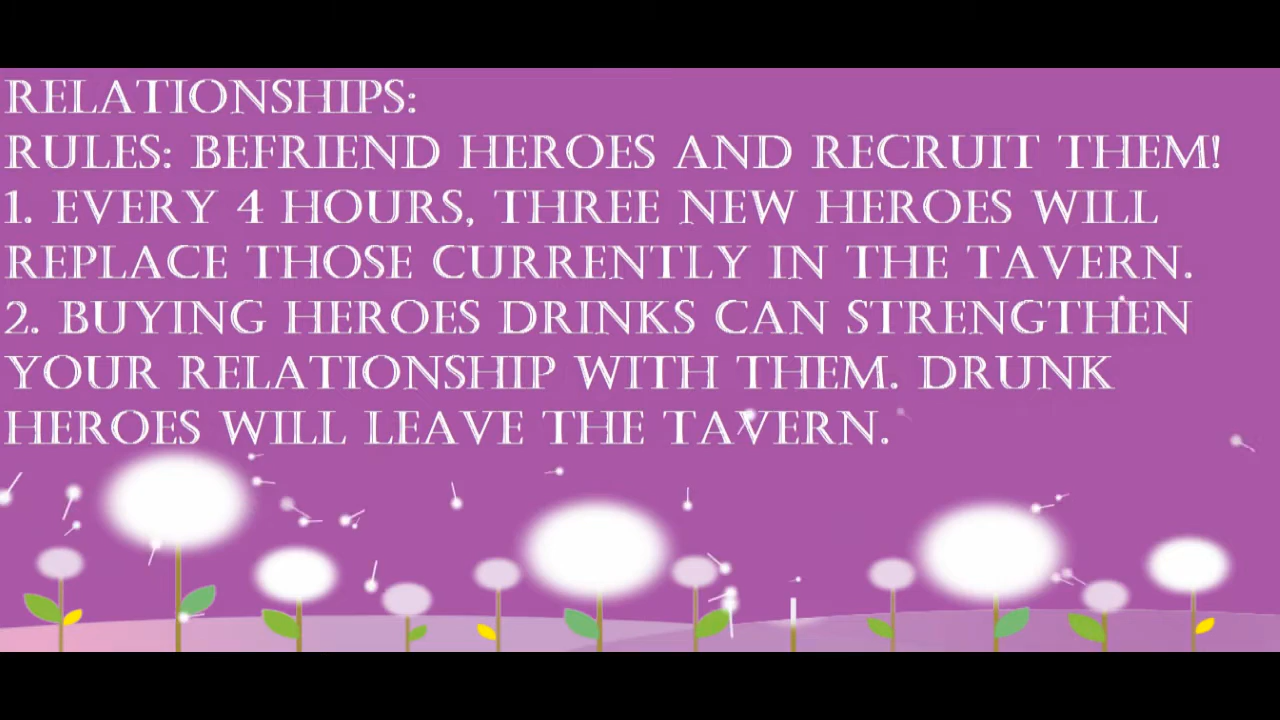 RELATIONSHIPS:
RULES: BEFRIEND HEROES AND RECRUIT THEM!
1. EVERY 4 HOURS, THREE NEW HEROES WILL
REPLACE THOSE CURRENTLY IN THE TAVERN.
2. BUYING HEROES DRINKS CAN STRENGTHEN
YOUR RELATIONSHIP WITH THEM. DRUNK
HEROES WILL LEAVE THE TAVERN.